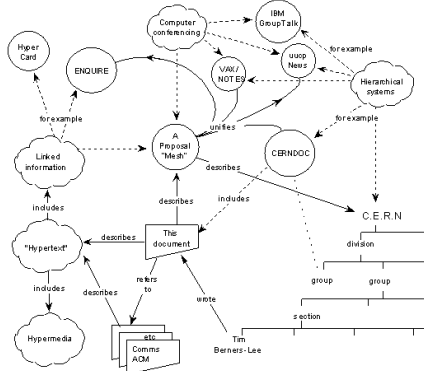 Computer
conferencing
IBM
GroupTalk
Hyper
Card
ENQUIRE
VAX/
NOTES
uucp
News
for example
Hierarchical
systems
for example
unifies
for example
Linked
information
A
Proposal
"Mesh"
CERNDOC
describes
includes
describes
includes
C.E.R.N
This
document
describes
division
"Hypertext"
includes
describes
refers
to
wrote
group
group
section
Hypermedia
etc
Comms
ACM
Tim
Berners-Lee